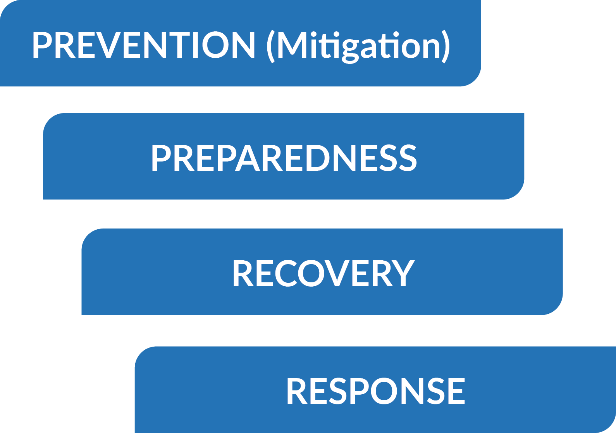 PREVENTION (Mitigation)
PREPAREDNESS
RECOVERY
RESPONSE